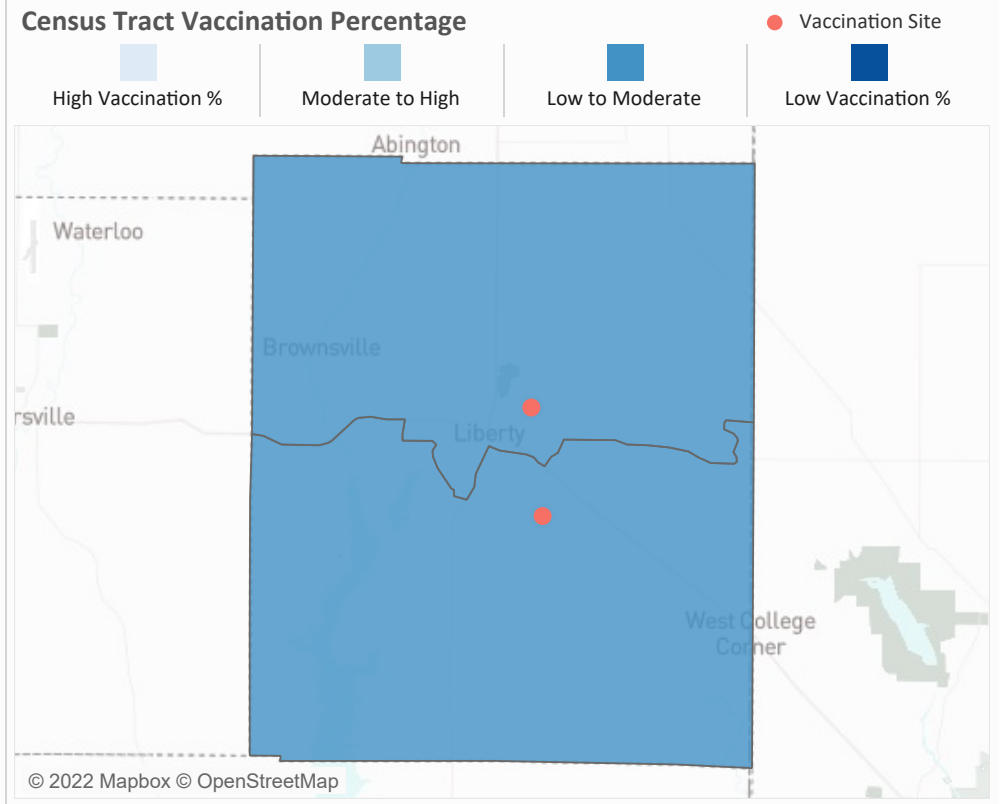 Census Tract Vaccination Percentage
Vaccination Site
High Vaccination %
Moderate to High
Low to Moderate
Low Vaccination %
Abington
Waterloo
Brownsville
rsville
Liberty
West College
Corner
© 2022 Mapbox © OpenStreetMap